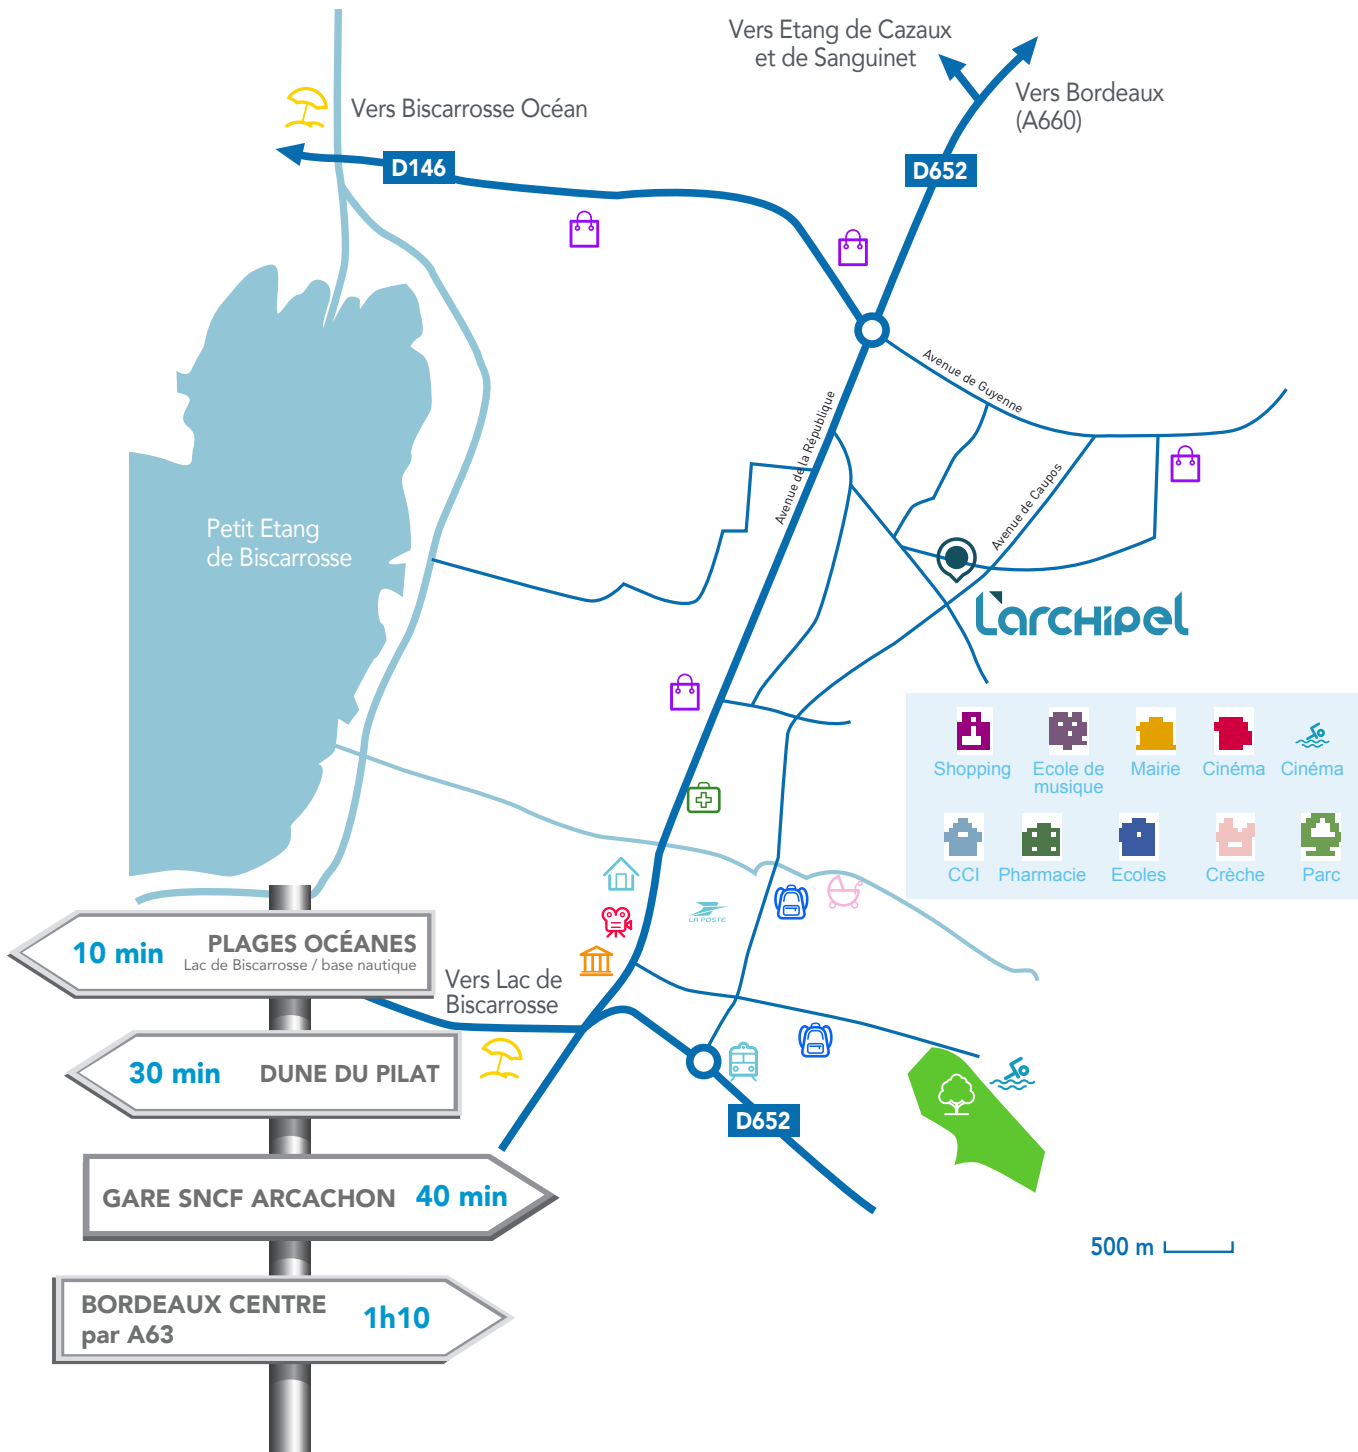 Vers Etang de Cazaux
et de Sanguinet
Vers Bordeaux
(A660)
Vers Biscarrosse Océan
D146
D652
Avenue de Guyenne
Avenue de la République
Avenue de Caupos
Petit Etang
de Biscarrosse
L'archipel
Shopping
Ecole de
musique
Mairie
Cinéma
Cinéma
CCI
Pharmacie
Ecoles
Crèche
Parc
LA POSTE
10 min
PLAGES OCÉANES
Lac de Biscarrosse / base nautique
Vers Lac de
Biscarrosse
30 min
DUNE DU PILAT
D652
GARE SNCF ARCACHON
40 min
500 m
BORDEAUX CENTRE
par A63
1h10